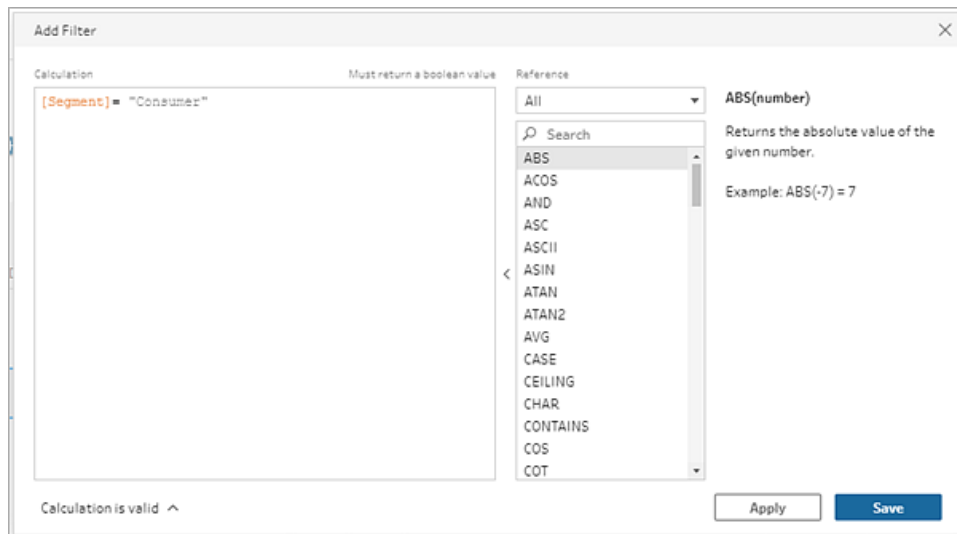 Add Filter
Calculation
Must return a boolean value
Reference
[Segment]= "Consumer"
All
Search
ABS
ACOS
AND
ASC
ASCII
ASIN
ATAN
ATAN2
AVG
CASE
CEILING
CHAR
CONTAINS
COS
COT
ABS(number)
Returns the absolute value of the
given number.
Example: ABS(-7) = 7
Calculation is valid
Apply
Save